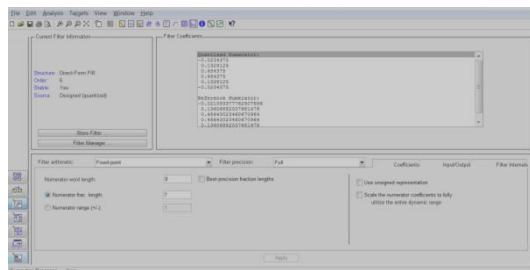 File Edit Analysis Targets View Window Help
Current Filter Information
Filter Coefficients
Structure: Direct-Form FIR
Order: 5
Stable: Yes
Source: Designed (quantized)
Store Filter ...
Filter Manager ...
Quantized Numerator:
-0.0234375
0.1328125
0.484375
0.484375
0.1328125
-0.0234375
Reference Numerator:
Filter arithmetic: Fixed-point
Filter precision: Full
Coefficients
Input/Output
Filter Internals
Numerator word length:
Best-precision fraction lengths
Numerator frac. length:
Numerator range (+/-):
Use unsigned representation
Scale the numerator coefficients to fully
utilize the entire dynamic range
Apply